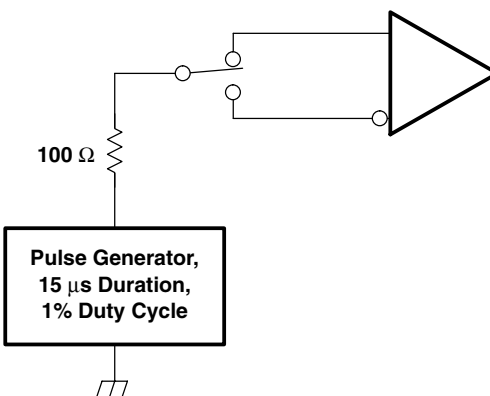 100 Ω
Pulse Generator,
15 μs Duration,
1% Duty Cycle